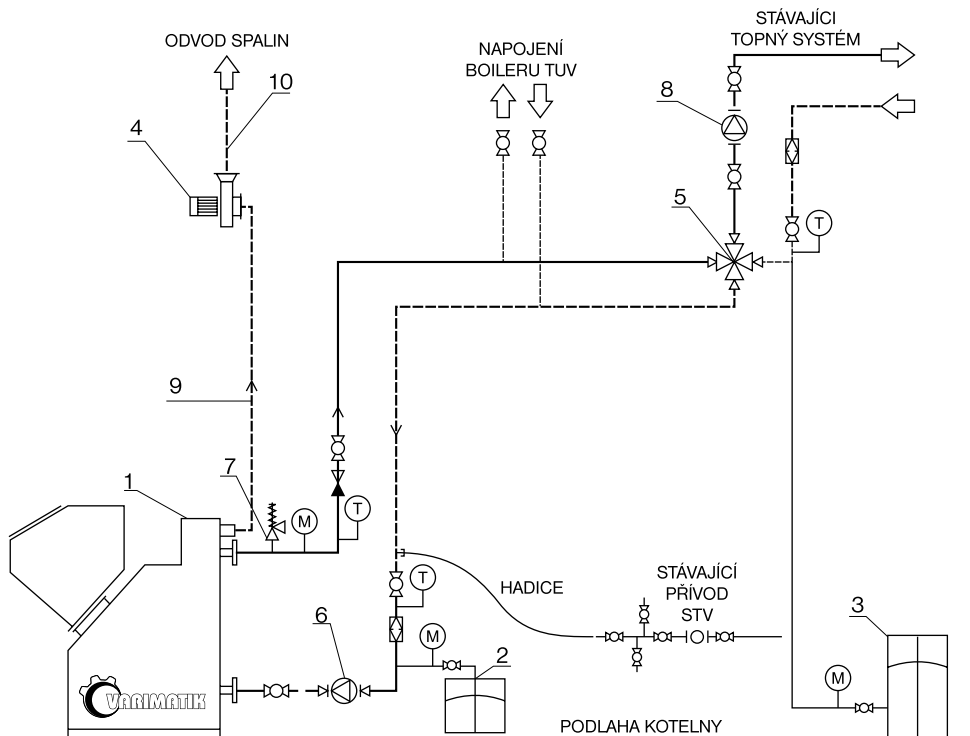 ODVOD SPALIN
10
4
NAPOJENÍ
BOILERU TUV
STÁVAJÍCI
TOPNÝ SYSTÉM
8
5
T
9
7
1
M
T
T
HADICE
STÁVAJÍCÍ
PŘÍVOD
STV
3
6
M
2
M
VARIMATIK
PODLAHA KOTELNY